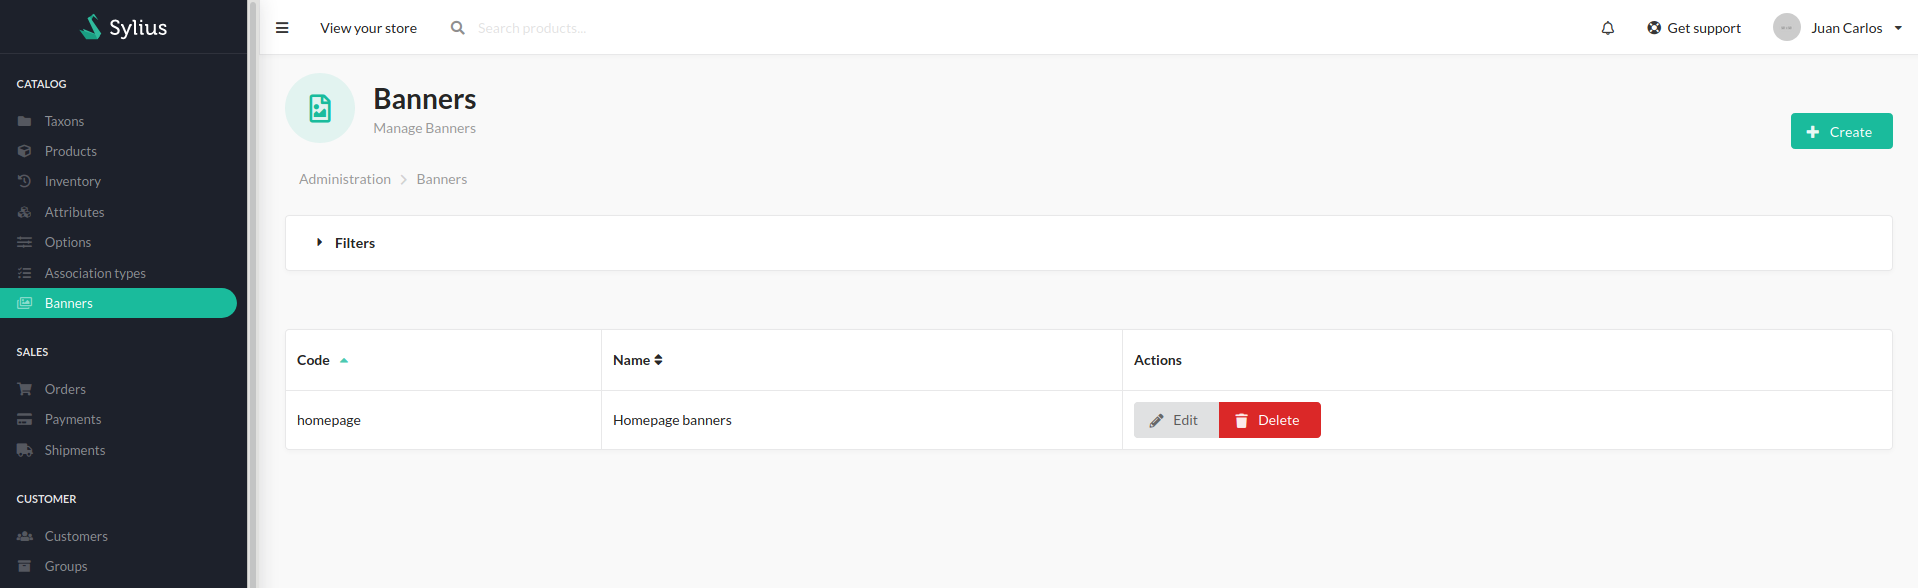 Sylius
View your store
Search products...
Get support
Juan Carlos
CATALOG
Taxons
Products
Inventory
Attributes
Options
Association types
Banners
SALES
Orders
Payments
Shipments
CUSTOMER
Customers
Groups
Banners
Manage Banners
Create
Administration
Banners
Filters
Code
Name
Actions
homepage
Homepage banners
Edit
Delete